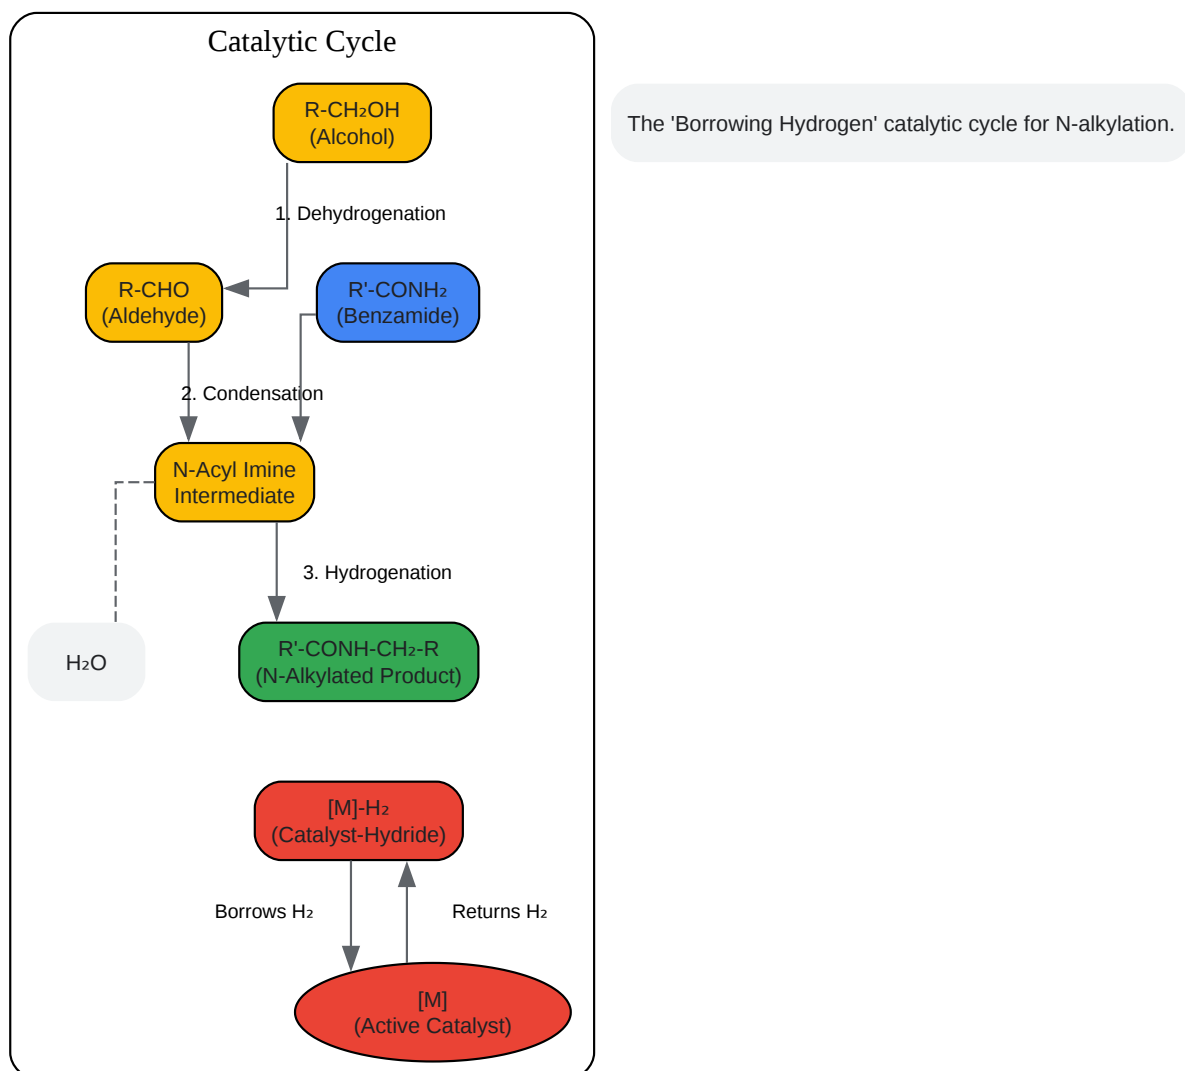 Catalytic Cycle
R-CH₂OH
(Alcohol)
The 'Borrowing Hydrogen' catalytic cycle for N-alkylation.
1. Dehydrogenation
R-CHO
(Aldehyde)
R'-CONH₂
(Benzamide)
2. Condensation
N-Acyl Imine
Intermediate
3. Hydrogenation
H₂O
R'-CONH-CH₂-R
(N-Alkylated Product)
[M]-H₂
(Catalyst-Hydride)
Borrows H₂
Returns H₂
[M]
(Active Catalyst)